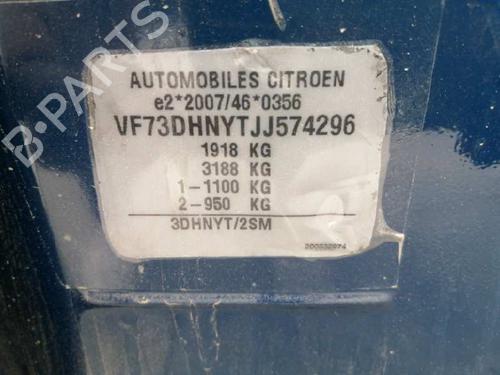 AUTOMOBILES CITROEN
e2*2007/46*0356
VF73DHNYTJJ574296
1918 KG
3188 KG
1-1100 KG
2-950 KG
3DHNYT/2SM
B-PARTS